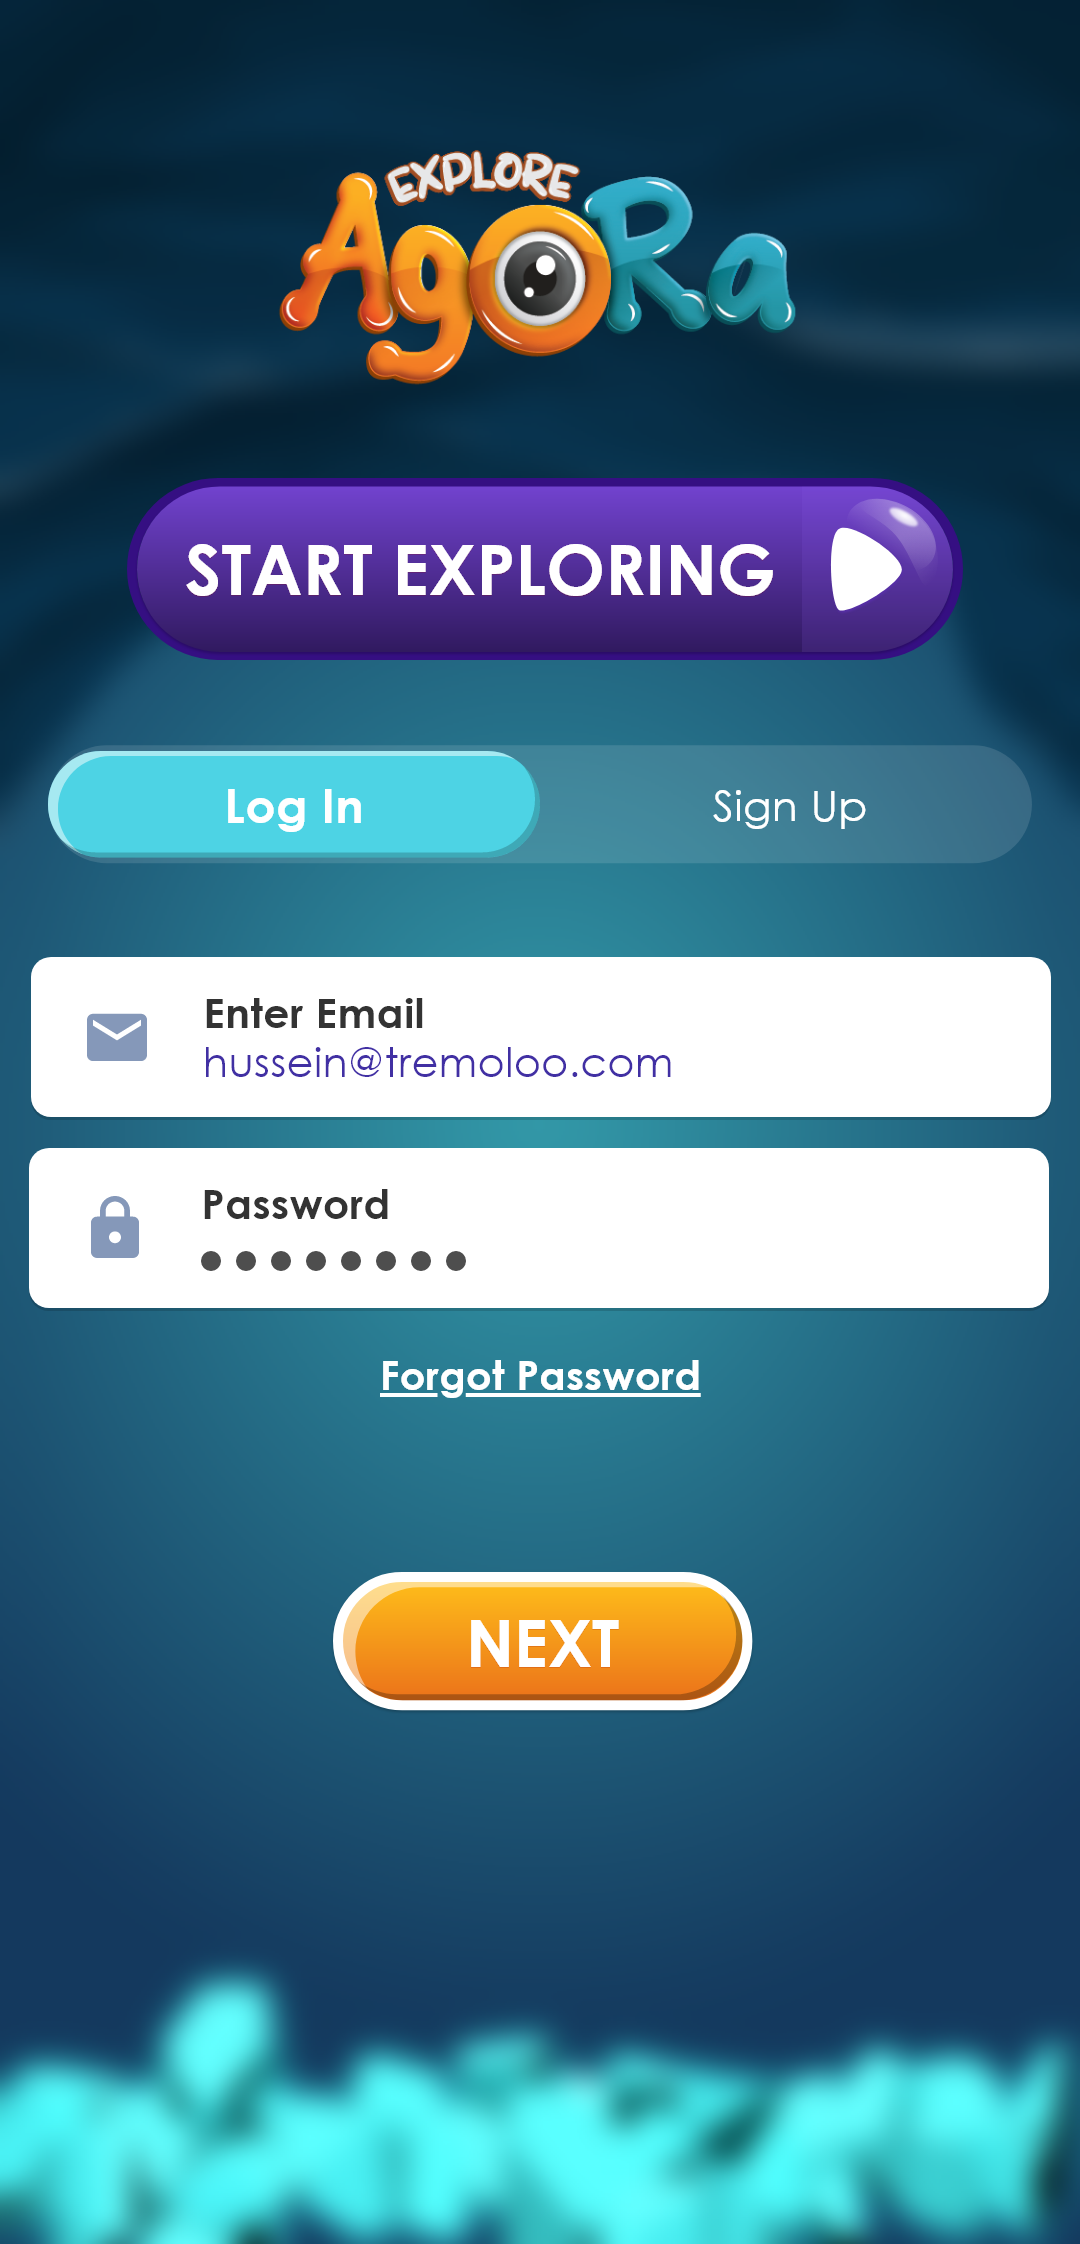 EXPLORE
AgoRa
START EXPLORING
Log In
Sign Up
Enter Email
hussein@tremoloo.com
Password
Forgot Password
NEXT